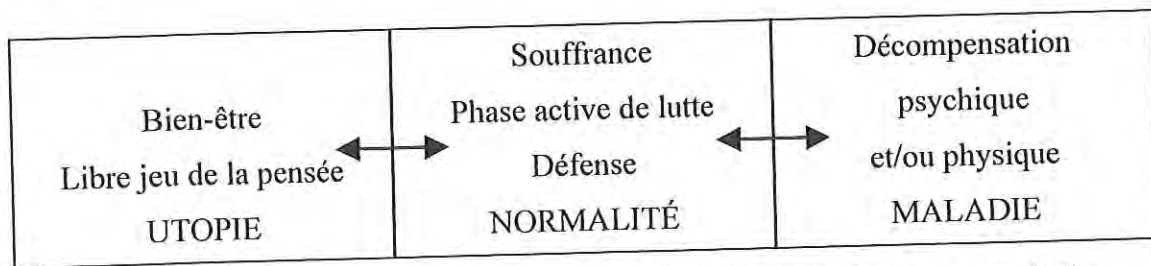 Bien-être
Libre jeu de la pensée
UTOPIE
Souffrance
Phase active de lutte
Défense
NORMALITÉ
Décompensation
psychique
et/ou physique
MALADIE